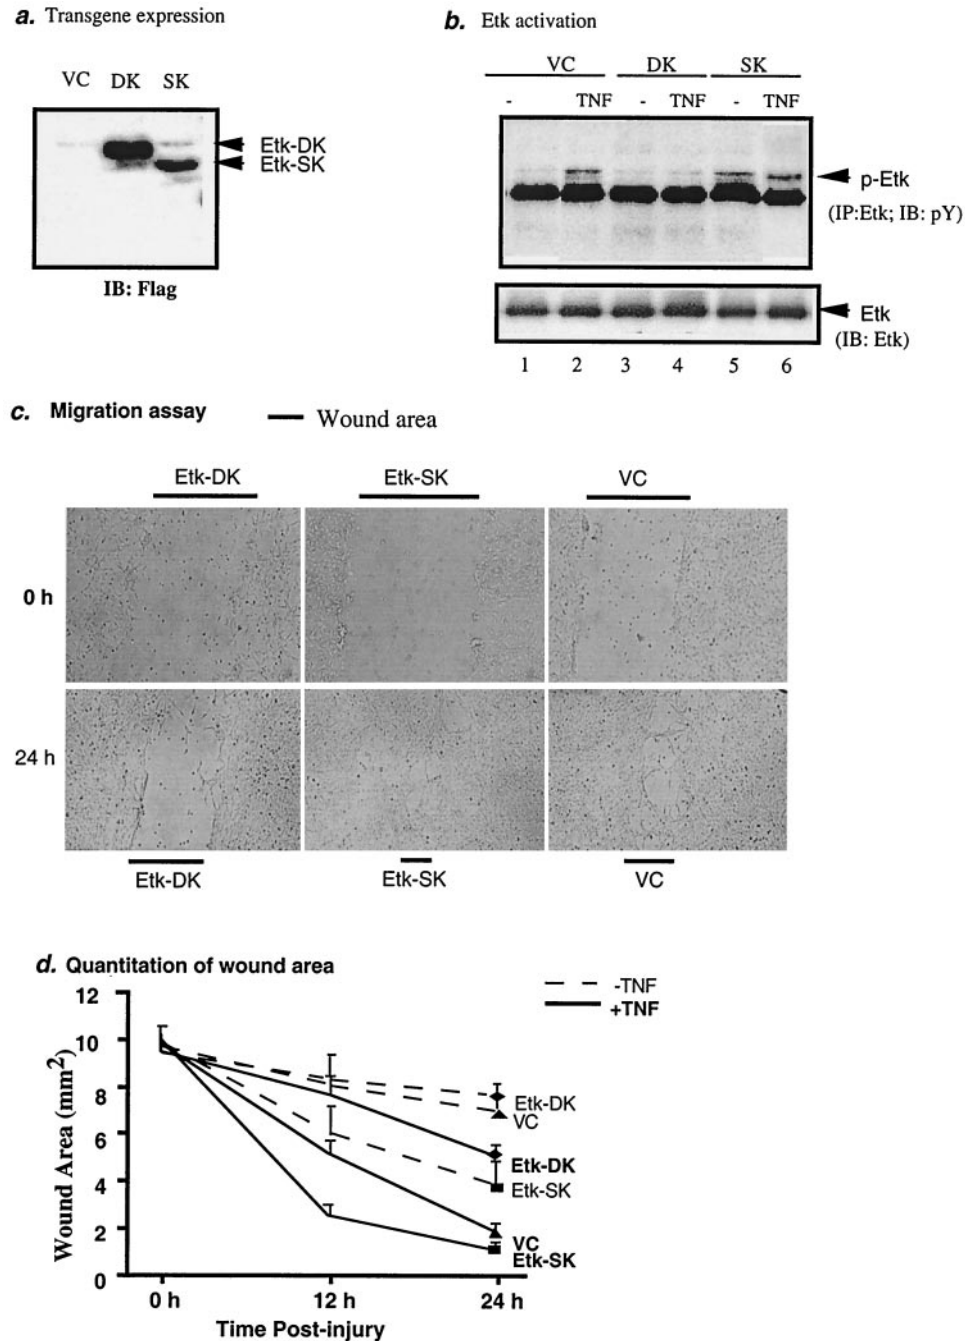 a. Transgene expression
VC DK SK
Etk-DK
Etk-SK
IB: Flag
b. Etk activation
VC DK SK
- TNF - TNF - TNF
p-Etk
(IP:Etk; IB: pY)
Etk
(IB: Etk)
1 2 3 4 5 6
c. Migration assay
Wound area
Etk-DK Etk-SK VC
0 h
24 h
Etk-DK Etk-SK VC
d. Quantitation of wound area
-TNF
+TNF
12
10
8
6
4
2
0
Wound Area (mm²)
Etk-DK
VC
Etk-DK
Etk-SK
VC
Etk-SK
0 h 12 h 24 h
Time Post-injury